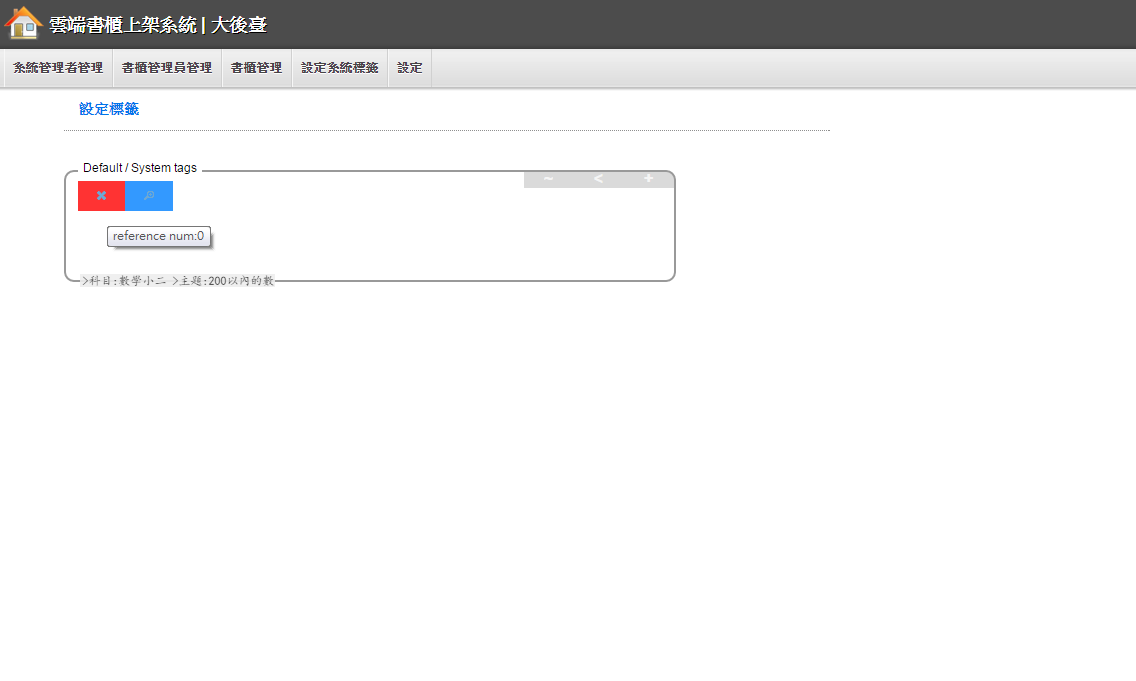 雲端書櫃上架系統 | 大後臺
系統管理者管理 書櫃管理員管理 書櫃管理 設定系統標籤 設定
設定標籤
Default / System tags
~ < +
reference num:0
>科目:數學小二 >主題:200以內的數